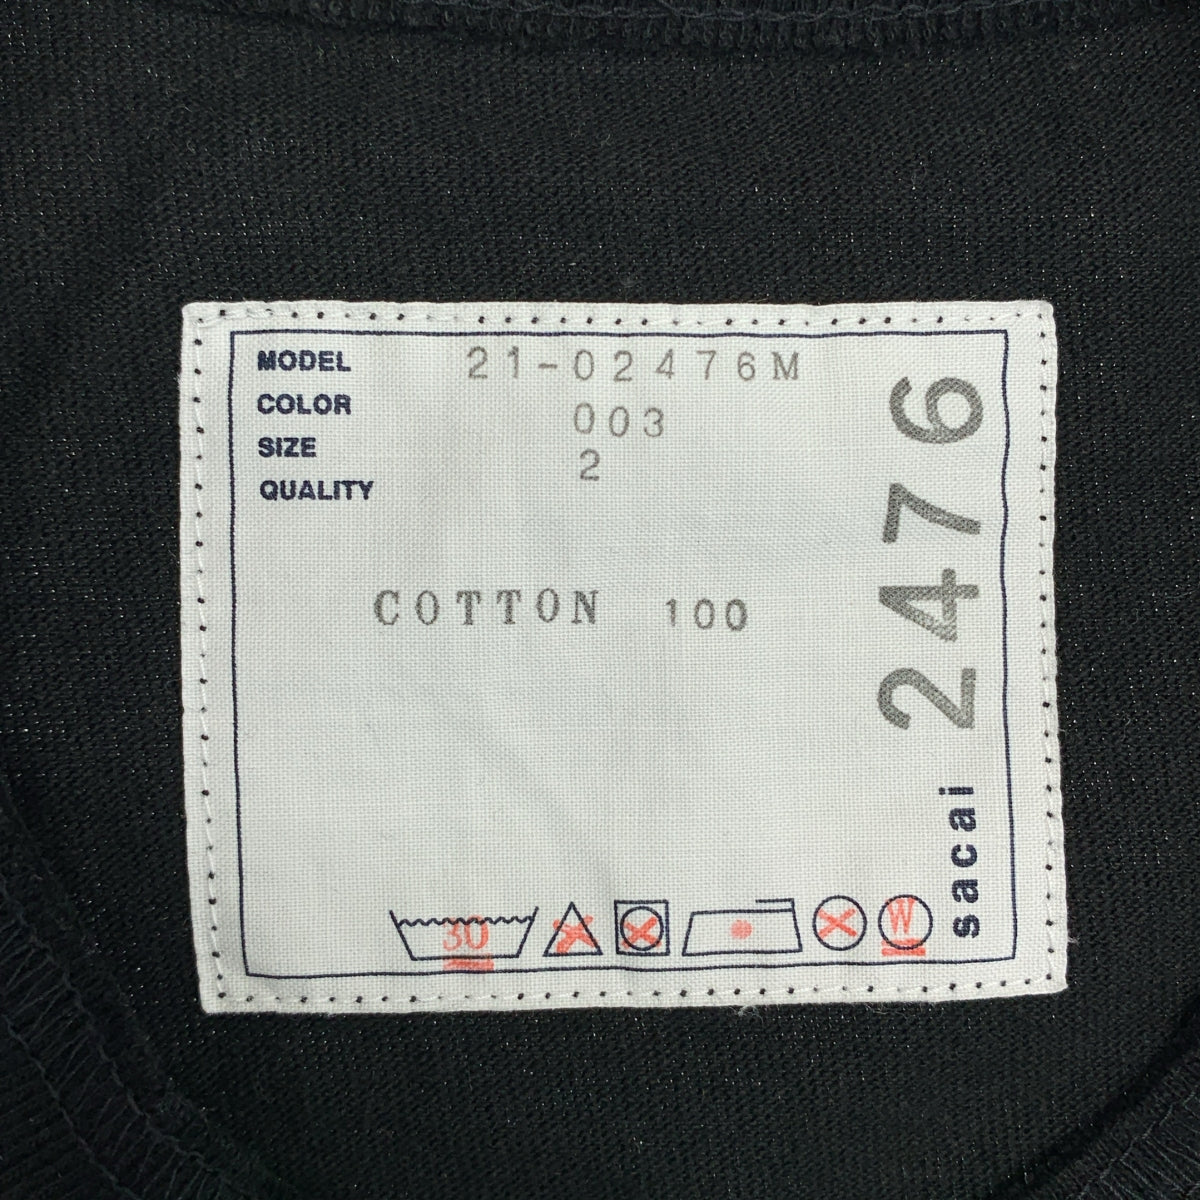 MODEL 21-02476M
COLOR 003
SIZE 2
QUALITY
COTTON 100
30
W
sacai 2476